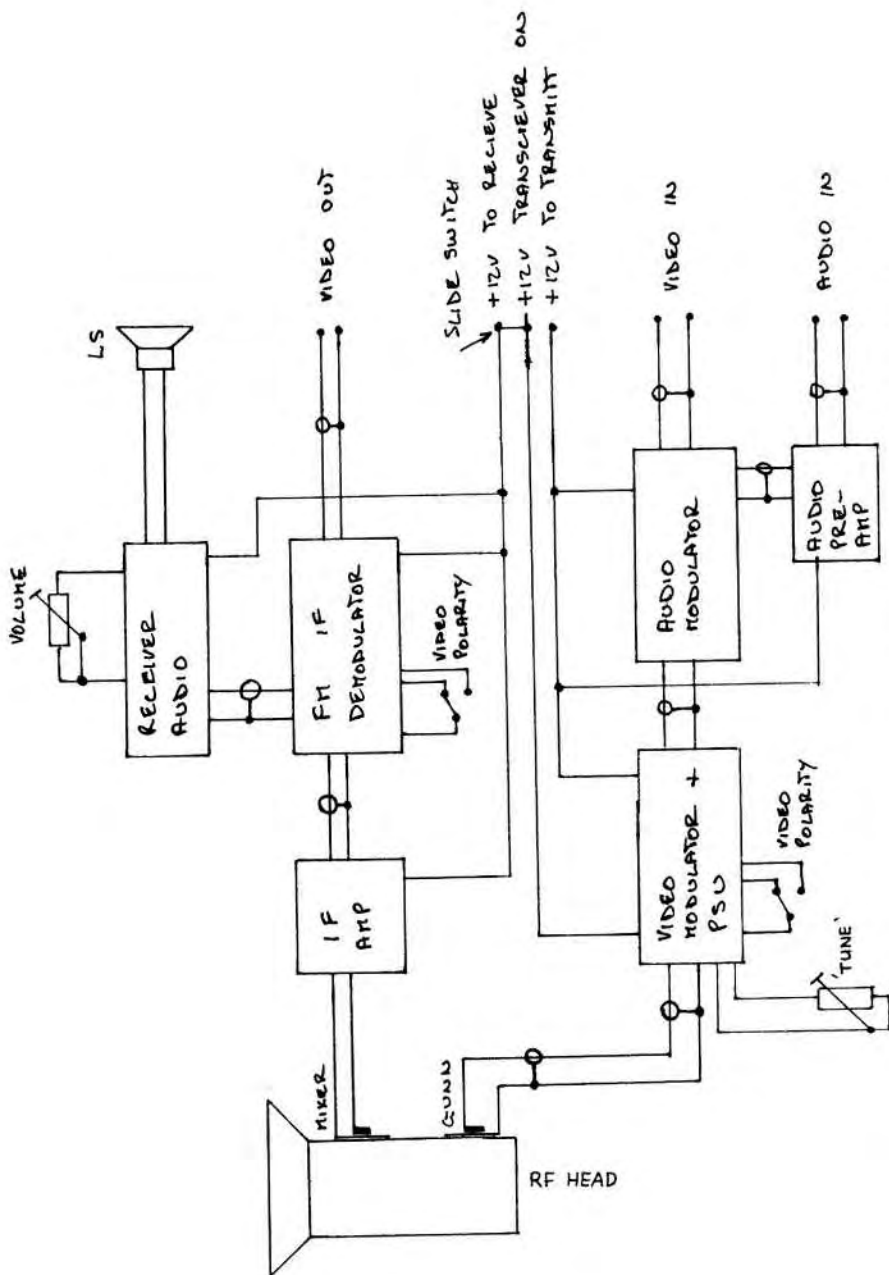 LS
VOLUME
RECEIVER
AUDIO
VIDEO OUT
FM IF
DEMODULATOR
VIDEO
POLARITY
IF
AMP
MIXER
GUNN
RF HEAD
SLIDE SWITCH
+12V TO RECIEVE
+12V TRANSCIEVER ON
+12V TO TRANSMITT
VIDEO IN
AUDIO
MODULATOR
AUDIO IN
AUDIO
PRE-
AMP
VIDEO
MODULATOR +
PSU
VIDEO
POLARITY
'TUNE'